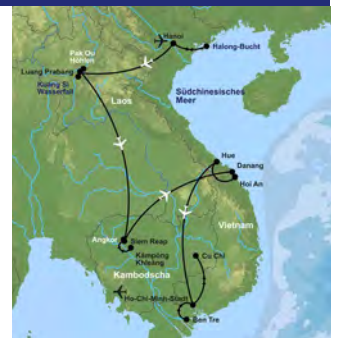 Hanoi
Halong-Bucht
Pak Ou
Höhlen
Luang Prabang
Kuang Si
Wasserfall
Laos
Südchinesisches
Meer
Hue
Danang
Hoi An
Vietnam
Angkor
Siem Reap
Kampong
Khleang
Cu Chi
Kambodscha
Ho-Chi-Minh-Stadt
Ben Tre